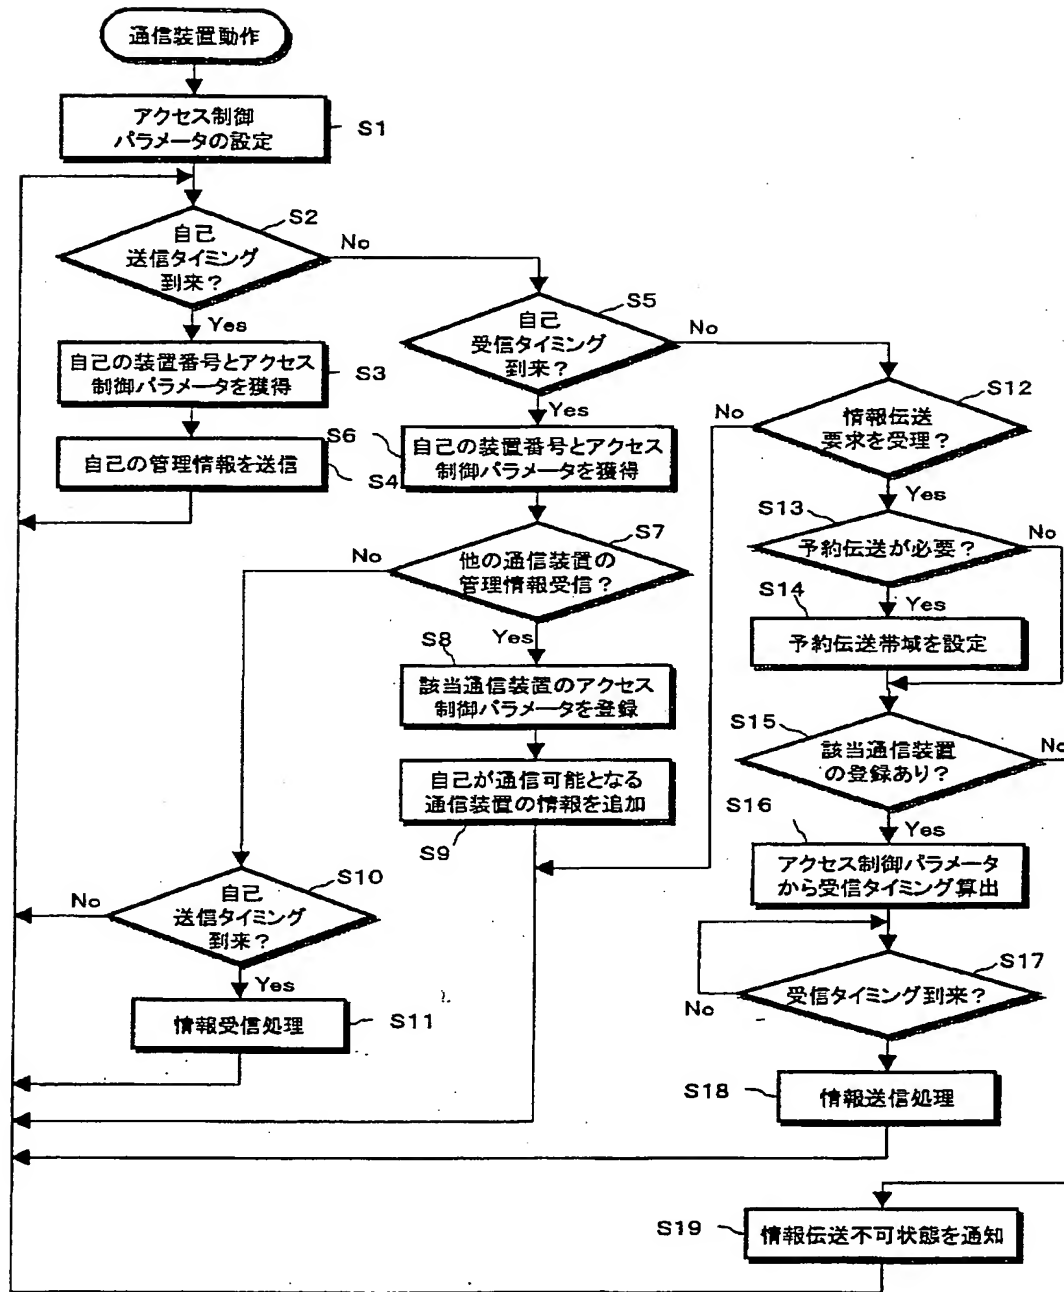 通信装置動作
アクセス制御
パラメータの設定
S1
自己
送信タイミング
到来？
S2
No
Yes
自己の装置番号とアクセス
制御パラメータを獲得
S3
自己の管理情報を送信
S4
自己
受信タイミング
到来？
S5
No
Yes
S6
自己の装置番号とアクセス
制御パラメータを獲得
他の通信装置の
管理情報受信？
S7
No
Yes
S8
該当通信装置のアクセス
制御パラメータを登録
自己が通信可能となる
通信装置の情報を追加
S9
自己
送信タイミング
到来？
S10
No
Yes
情報受信処理
S11
情報伝送
要求を受理？
S12
No
Yes
S13
予約伝送が必要？
No
Yes
S14
予約伝送帯域を設定
S15
該当通信装置
の登録あり？
No
Yes
S16
アクセス制御パラメータ
から受信タイミング算出
受信タイミング到来？
S17
No
Yes
S18
情報送信処理
S19
情報伝送不可状態を通知